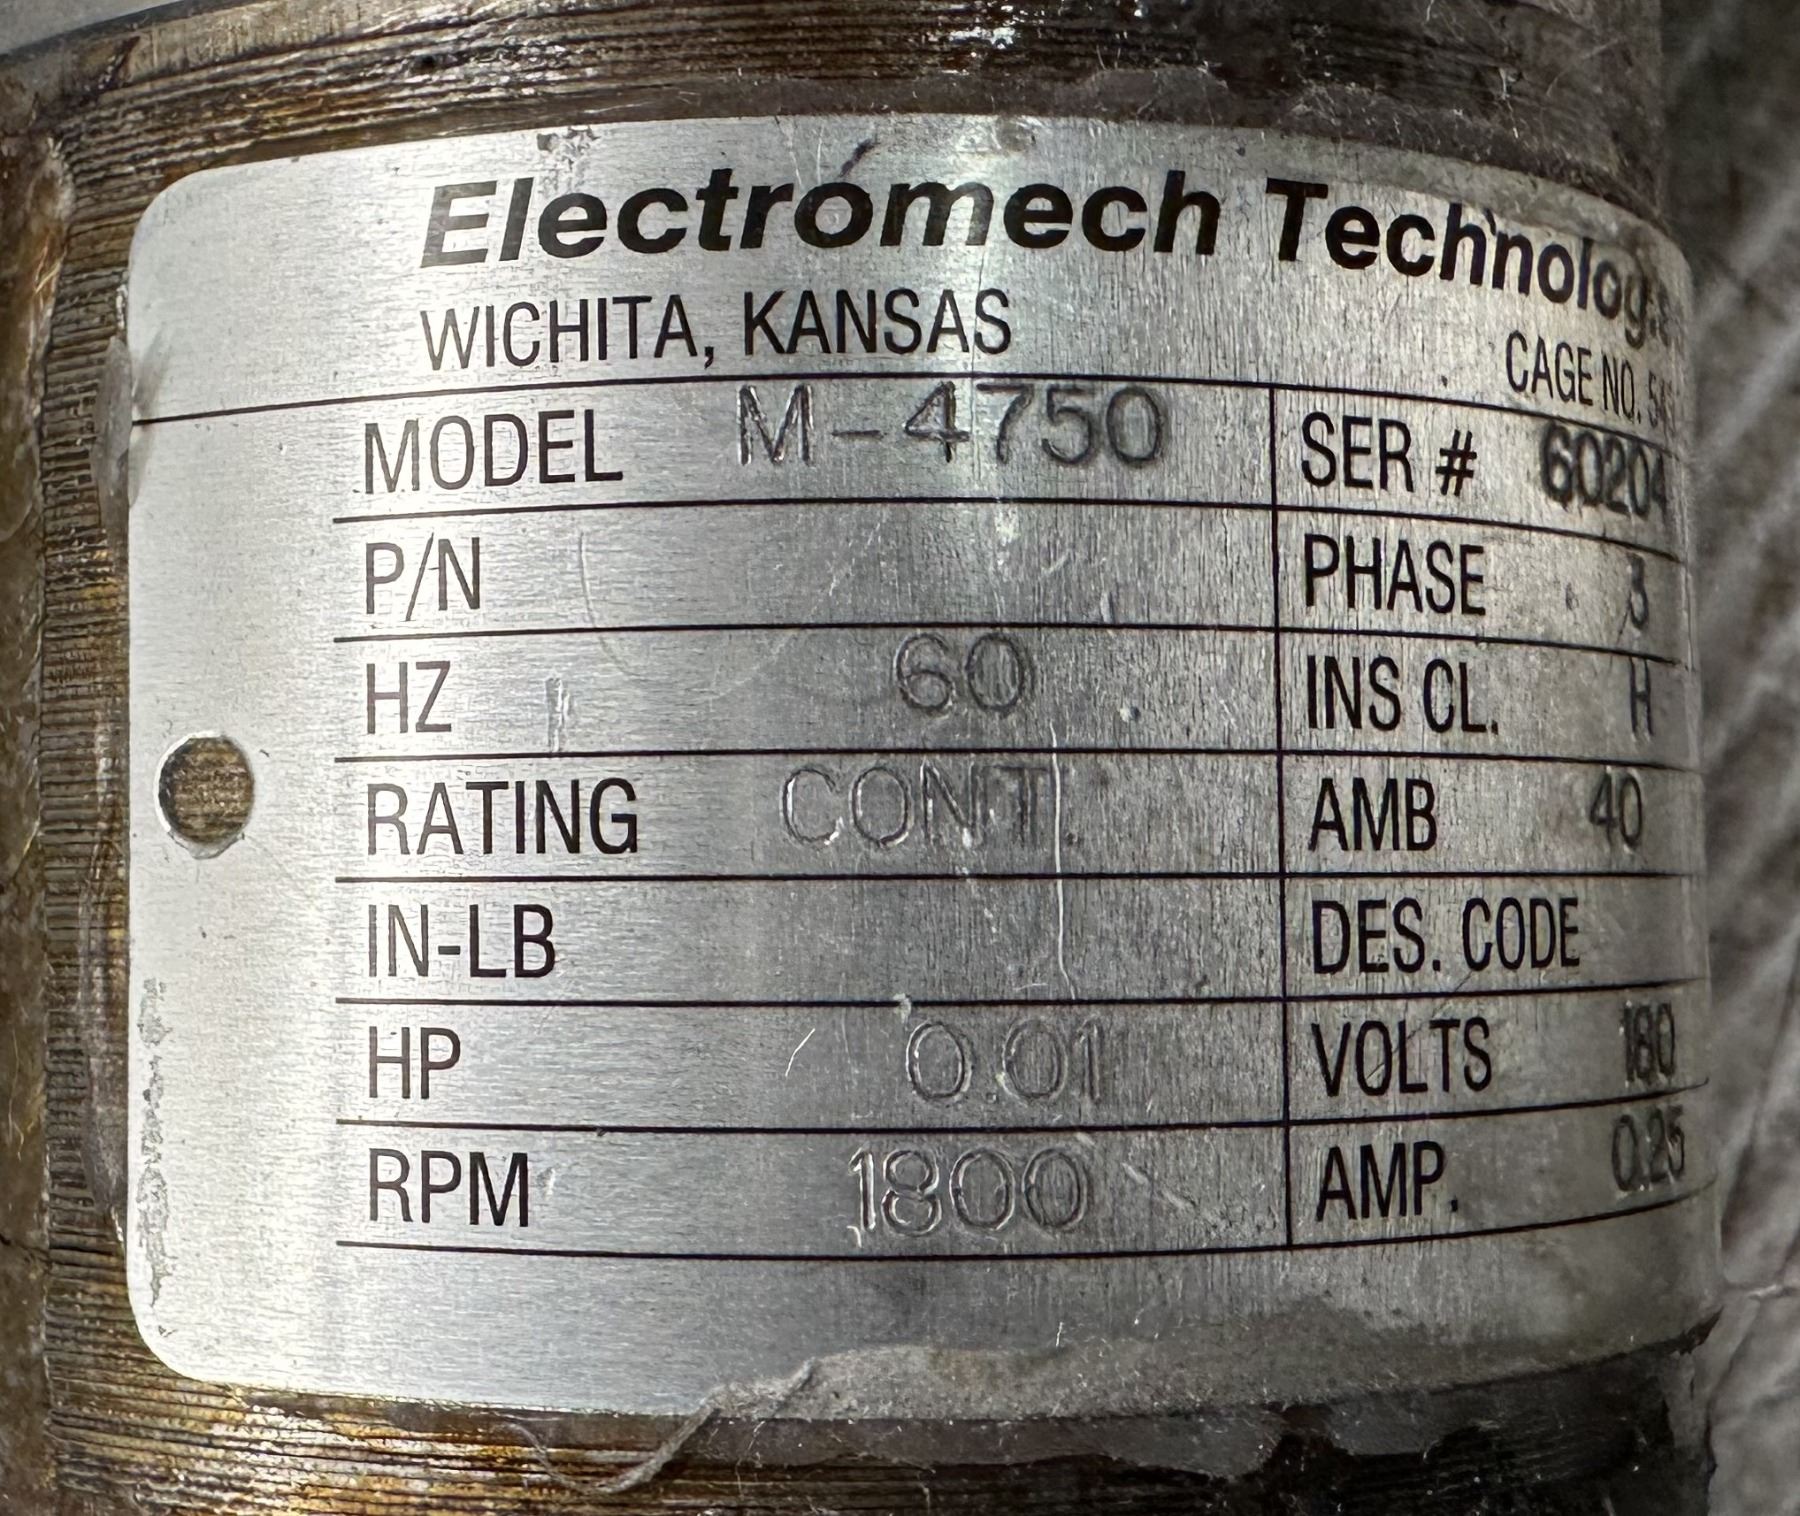 Electromech Technologies
WICHITA, KANSAS
CAGE NO.
MODEL M-4750 SER # 60204
P/N PHASE 3
HZ 60 INS CL. H
RATING CONT. AMB 40
IN-LB DES. CODE
HP 0.01 VOLTS 180
RPM 1800 AMP. 0.25